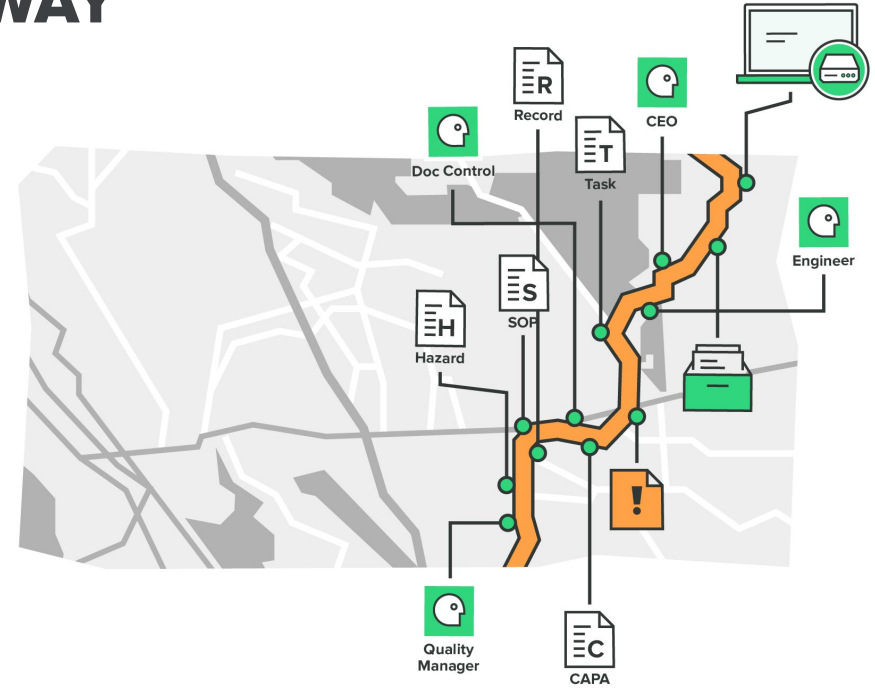 WAY
R
Record
CEO
T
Task
Doc Control
Engineer
S
SOP
H
Hazard
!
Quality
Manager
C
CAPA